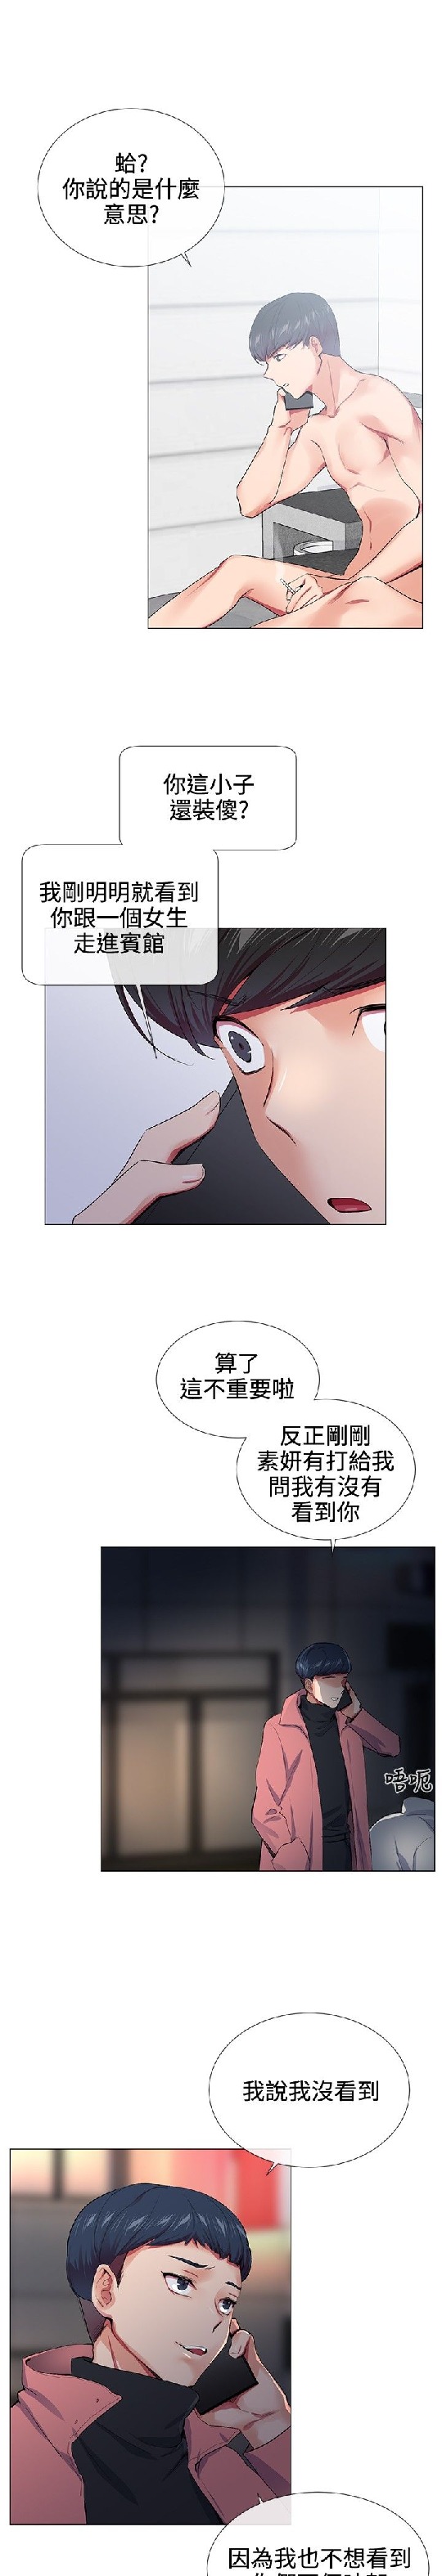 蛤?
你說的是什麼
意思?
你這小子
還裝傻?
我剛明明就看到
你跟一個女生
走進賓館
算了
這不重要啦
反正剛剛
素妍有打給我
問我有沒有
看到你
唔呃
我說我沒看到
因為我也不想看到